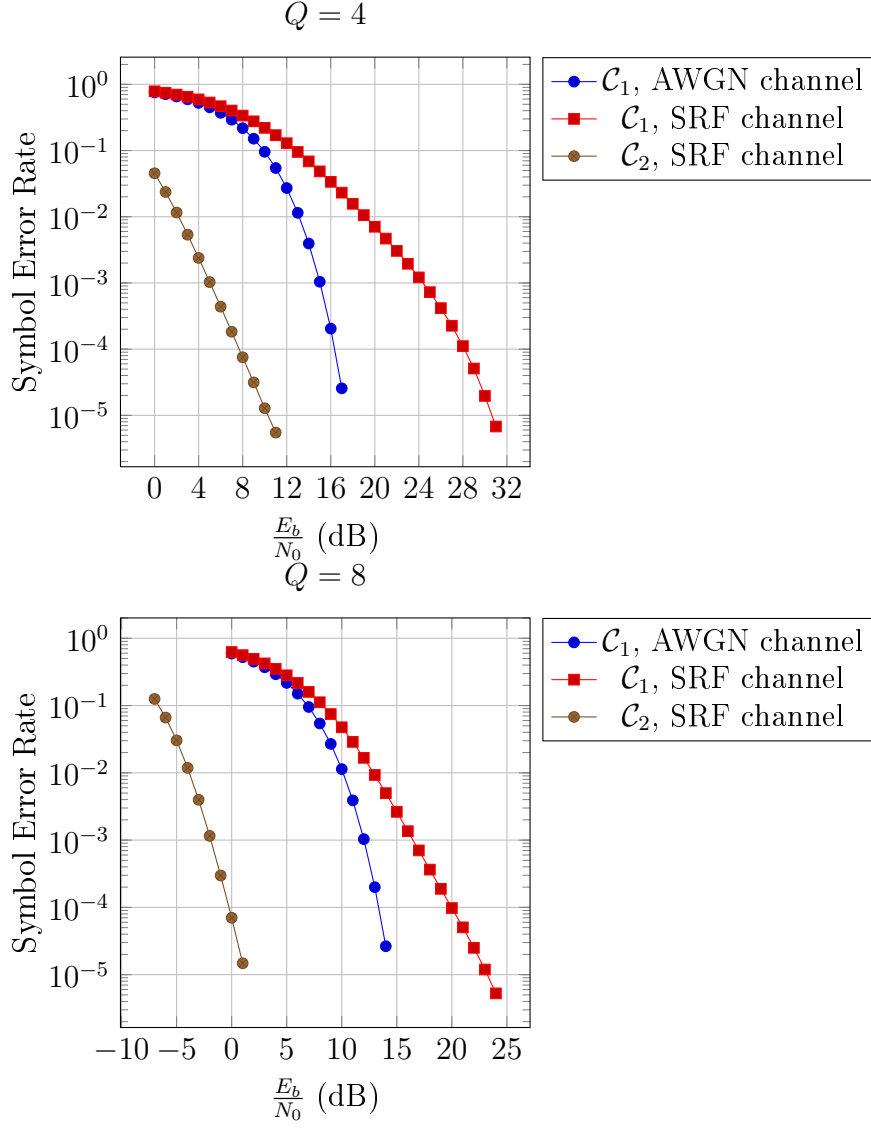 Q = 4
10^0
10^{-1}
10^{-2}
10^{-3}
10^{-4}
10^{-5}
Symbol Error Rate
0 4 8 12 16 20 24 28 32
E_b/N_0 (dB)
C_1, AWGN channel
C_1, SRF channel
C_2, SRF channel
Q = 8
10^0
10^{-1}
10^{-2}
10^{-3}
10^{-4}
10^{-5}
Symbol Error Rate
−10 −5 0 5 10 15 20 25
E_b/N_0 (dB)
C_1, AWGN channel
C_1, SRF channel
C_2, SRF channel